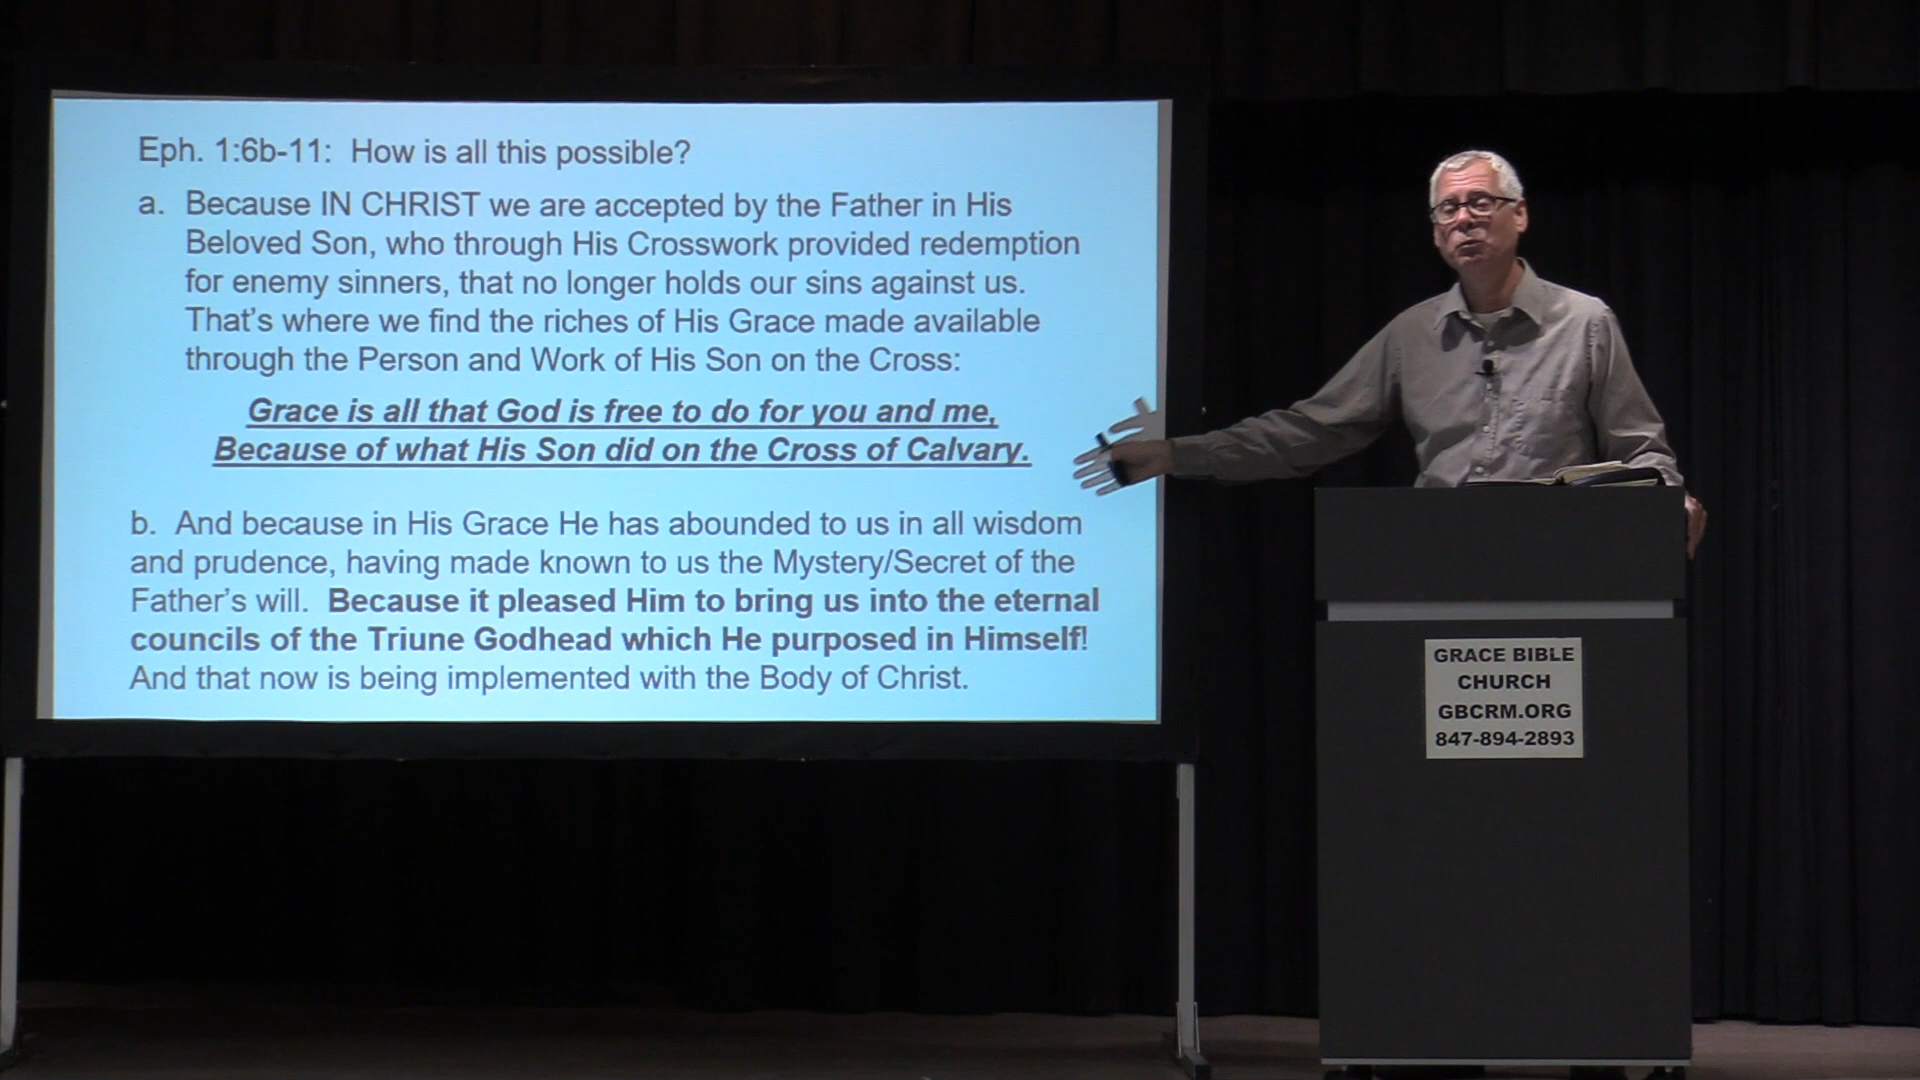 Eph. 1:6b-11: How is all this possible?
a. Because IN CHRIST we are accepted by the Father in His
Beloved Son, who through His Crosswork provided redemption
for enemy sinners, that no longer holds our sins against us.
That's where we find the riches of His Grace made available
through the Person and Work of His Son on the Cross:
Grace is all that God is free to do for you and me,
Because of what His Son did on the Cross of Calvary.
b. And because in His Grace He has abounded to us in all wisdom
and prudence, having made known to us the Mystery/Secret of the
Father's will. Because it pleased Him to bring us into the eternal
councils of the Triune Godhead which He purposed in Himself!
And that now is being implemented with the Body of Christ.
GRACE BIBLE
CHURCH
GBCRM.ORG
847-894-2893